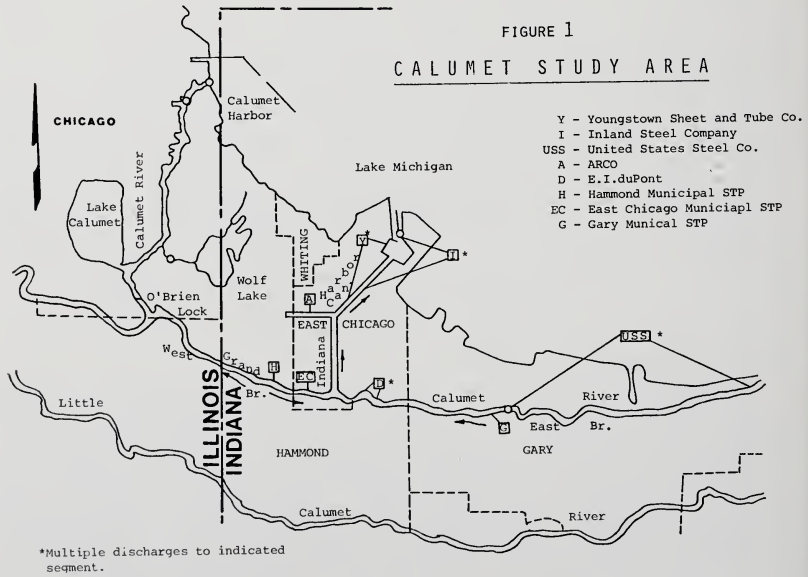 FIGURE 1
CALUMET STUDY AREA
Y - Youngstown Sheet and Tube Co.
I - Inland Steel Company
USS - United States Steel Co.
A - ARCO
D - E.I.duPont
H - Hammond Municipal STP
EC - East Chicago Municiapl STP
G - Gary Munical STP
CHICAGO
Calumet
Harbor
Lake Michigan
Lake
Calumet
Calumet River
Wolf
Lake
O'Brien
Lock
WHITING
Y*
I*
A
Indiana Harbor Canal
EAST CHICAGO
USS *
West Br. Grand Calumet River East Br.
H
EC
D*
G
ILLINOIS
INDIANA
HAMMOND
GARY
Little Calumet River
*Multiple discharges to indicated
segment.